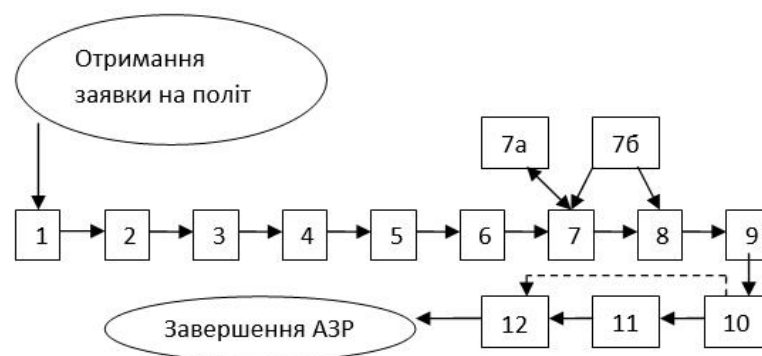 Отримання
заявки на політ
7а 7б
1 2 3 4 5 6 7 8 9
Завершення АЗР 12 11 10